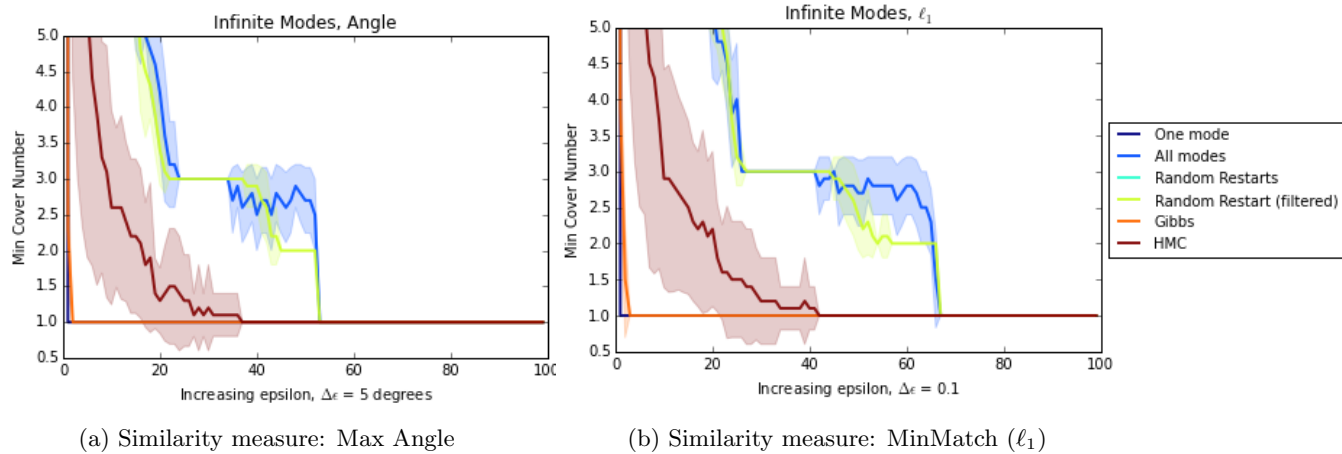 Infinite Modes, Angle
5.0
4.5
4.0
3.5
3.0
2.5
2.0
1.5
1.0
0.5
Min Cover Number
0 20 40 60 80 100
Increasing epsilon, Δϵ = 5 degrees
(a) Similarity measure: Max Angle
Infinite Modes, ℓ₁
5.0
4.5
4.0
3.5
3.0
2.5
2.0
1.5
1.0
0.5
Min Cover Number
0 20 40 60 80 100
Increasing epsilon, Δϵ = 0.1
(b) Similarity measure: MinMatch (ℓ₁)
One mode
All modes
Random Restarts
Random Restart (filtered)
Gibbs
HMC